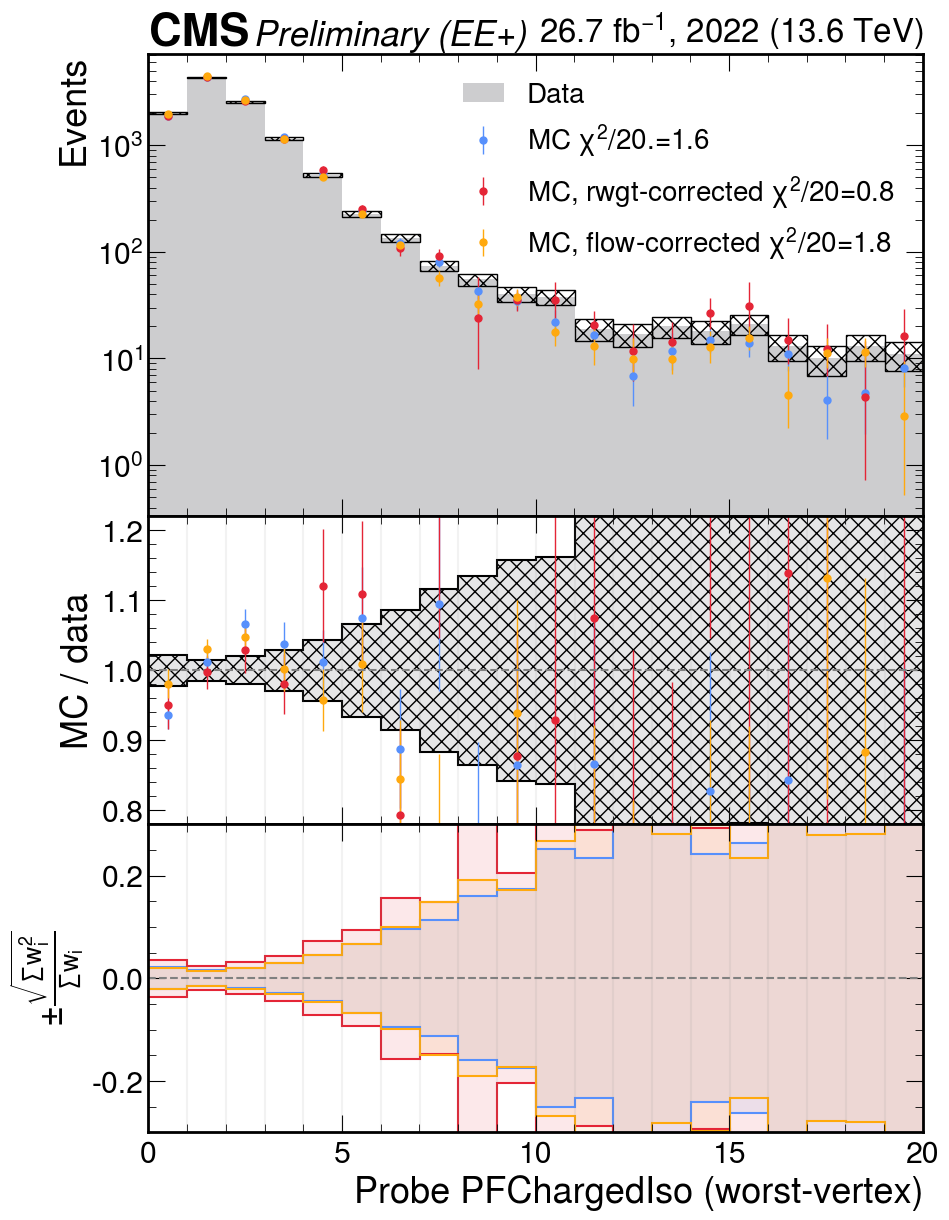 CMS Preliminary (EE+) 26.7 fb⁻¹, 2022 (13.6 TeV)
Events
10³
10²
10¹
10⁰
Data
MC χ²/20.=1.6
MC, rwgt-corrected χ²/20=0.8
MC, flow-corrected χ²/20=1.8
MC / data
1.2
1.1
1.0
0.9
0.8
±√Σwᵢ²/Σwᵢ
0.2
0.0
-0.2
0 5 10 15 20
Probe PFChargedIso (worst-vertex)